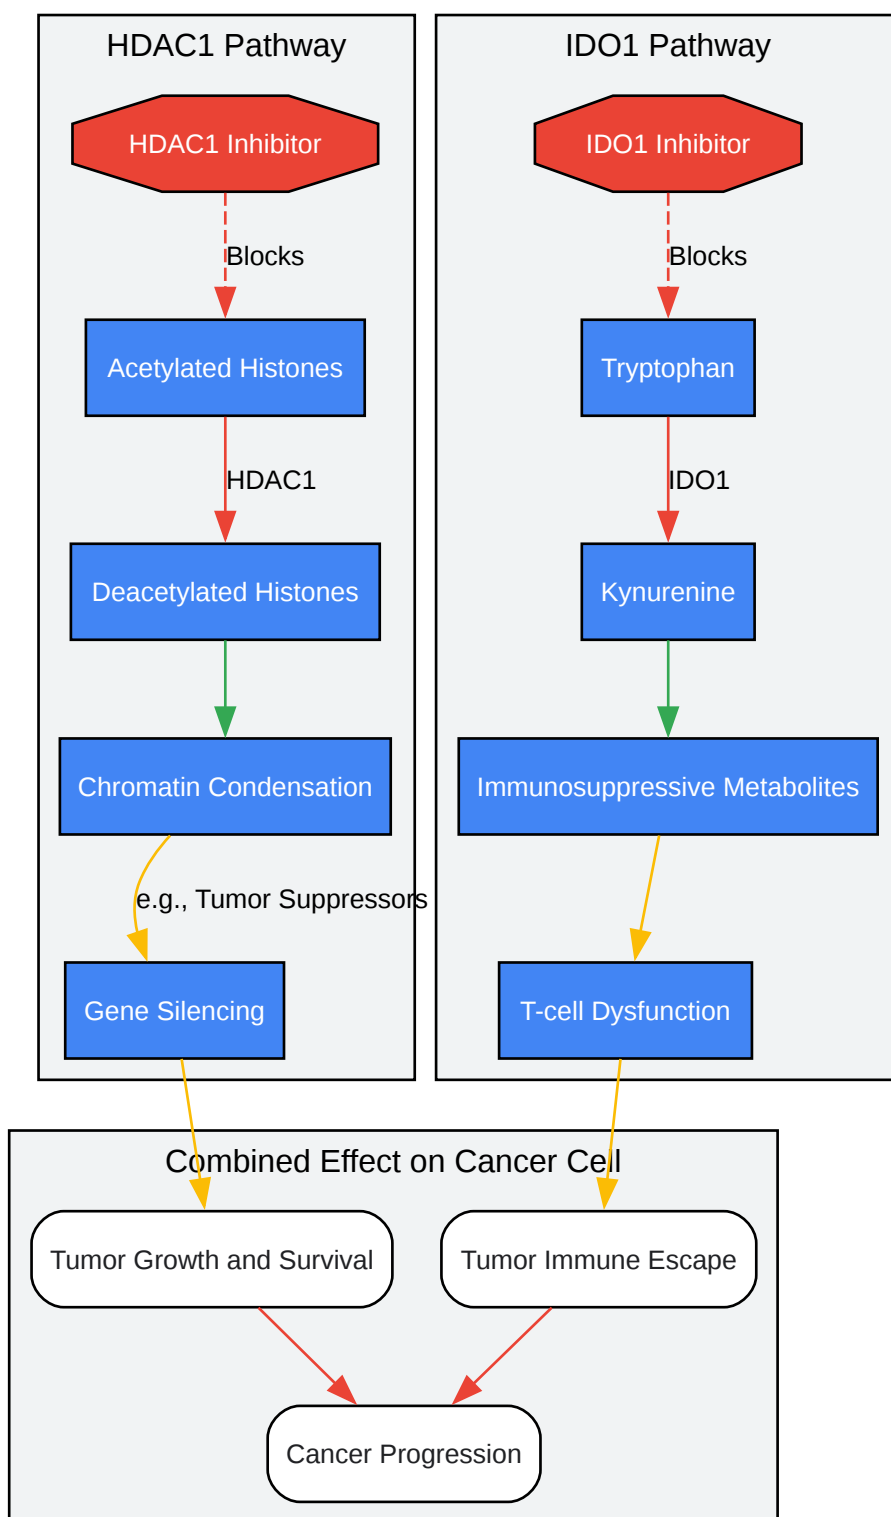 HDAC1 Pathway
HDAC1 Inhibitor
Blocks
Acetylated Histones
HDAC1
Deacetylated Histones
Chromatin Condensation
e.g., Tumor Suppressors
Gene Silencing
IDO1 Pathway
IDO1 Inhibitor
Blocks
Tryptophan
IDO1
Kynurenine
Immunosuppressive Metabolites
T-cell Dysfunction
Combined Effect on Cancer Cell
Tumor Growth and Survival
Tumor Immune Escape
Cancer Progression